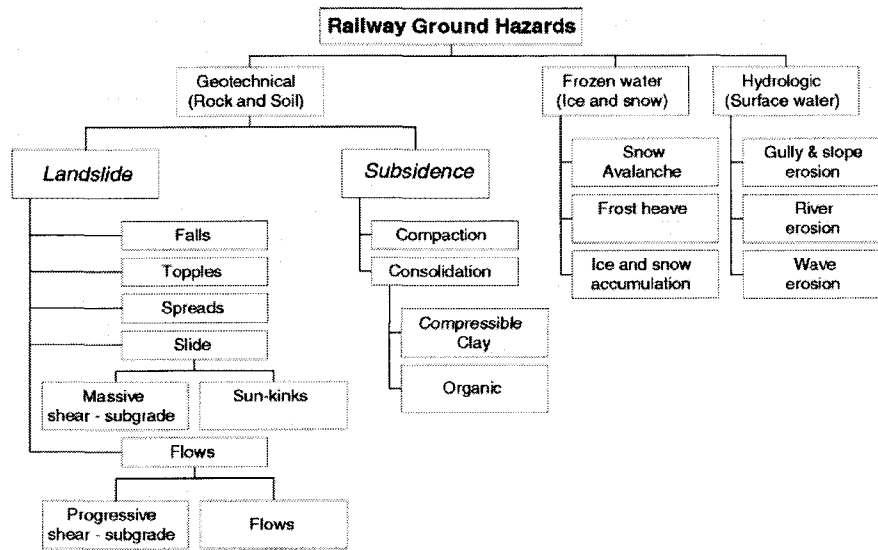 Railway Ground Hazards
Geotechnical
(Rock and Soil)
Frozen water
(Ice and snow)
Hydrologic
(Surface water)
Landslide
Subsidence
Snow
Avalanche
Gully & slope
erosion
Falls
Compaction
Frost heave
River
erosion
Topples
Consolidation
Ice and snow
accumulation
Wave
erosion
Spreads
Slide
Compressible
Clay
Massive
shear - subgrade
Sun-kinks
Organic
Flows
Progressive
shear - subgrade
Flows